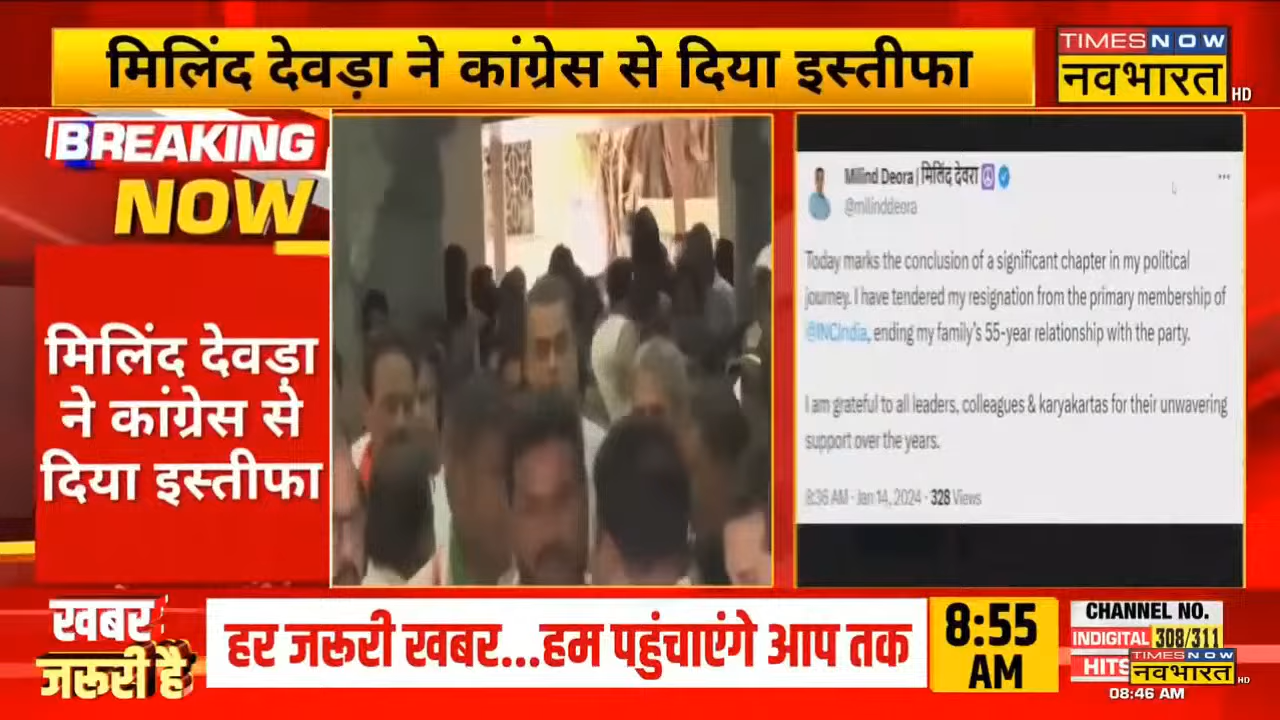 मिलिंद देवड़ा ने कांग्रेस से दिया इस्तीफा
TIMES NOW
नवभारत
HD
BREAKING
NOW
मिलिंद देवड़ा
ने कांग्रेस से
दिया इस्तीफा
Milind Deora | मिलिंद देवरा
@milinddeora
Today marks the conclusion of a significant chapter in my political
journey. I have tendered my resignation from the primary membership of
@INCIndia, ending my family's 55-year relationship with the party.
I am grateful to all leaders, colleagues & karyakartas for their unwavering
support over the years.
8:36 AM · Jan 14, 2024 · 328 Views
खबर
जरूरी है
हर जरूरी खबर...हम पहुंचाएंगे आप तक
8:55
AM
CHANNEL NO.
INDIGITAL 308/311
HITS
TIMES NOW
नवभारत
HD
08:46 AM